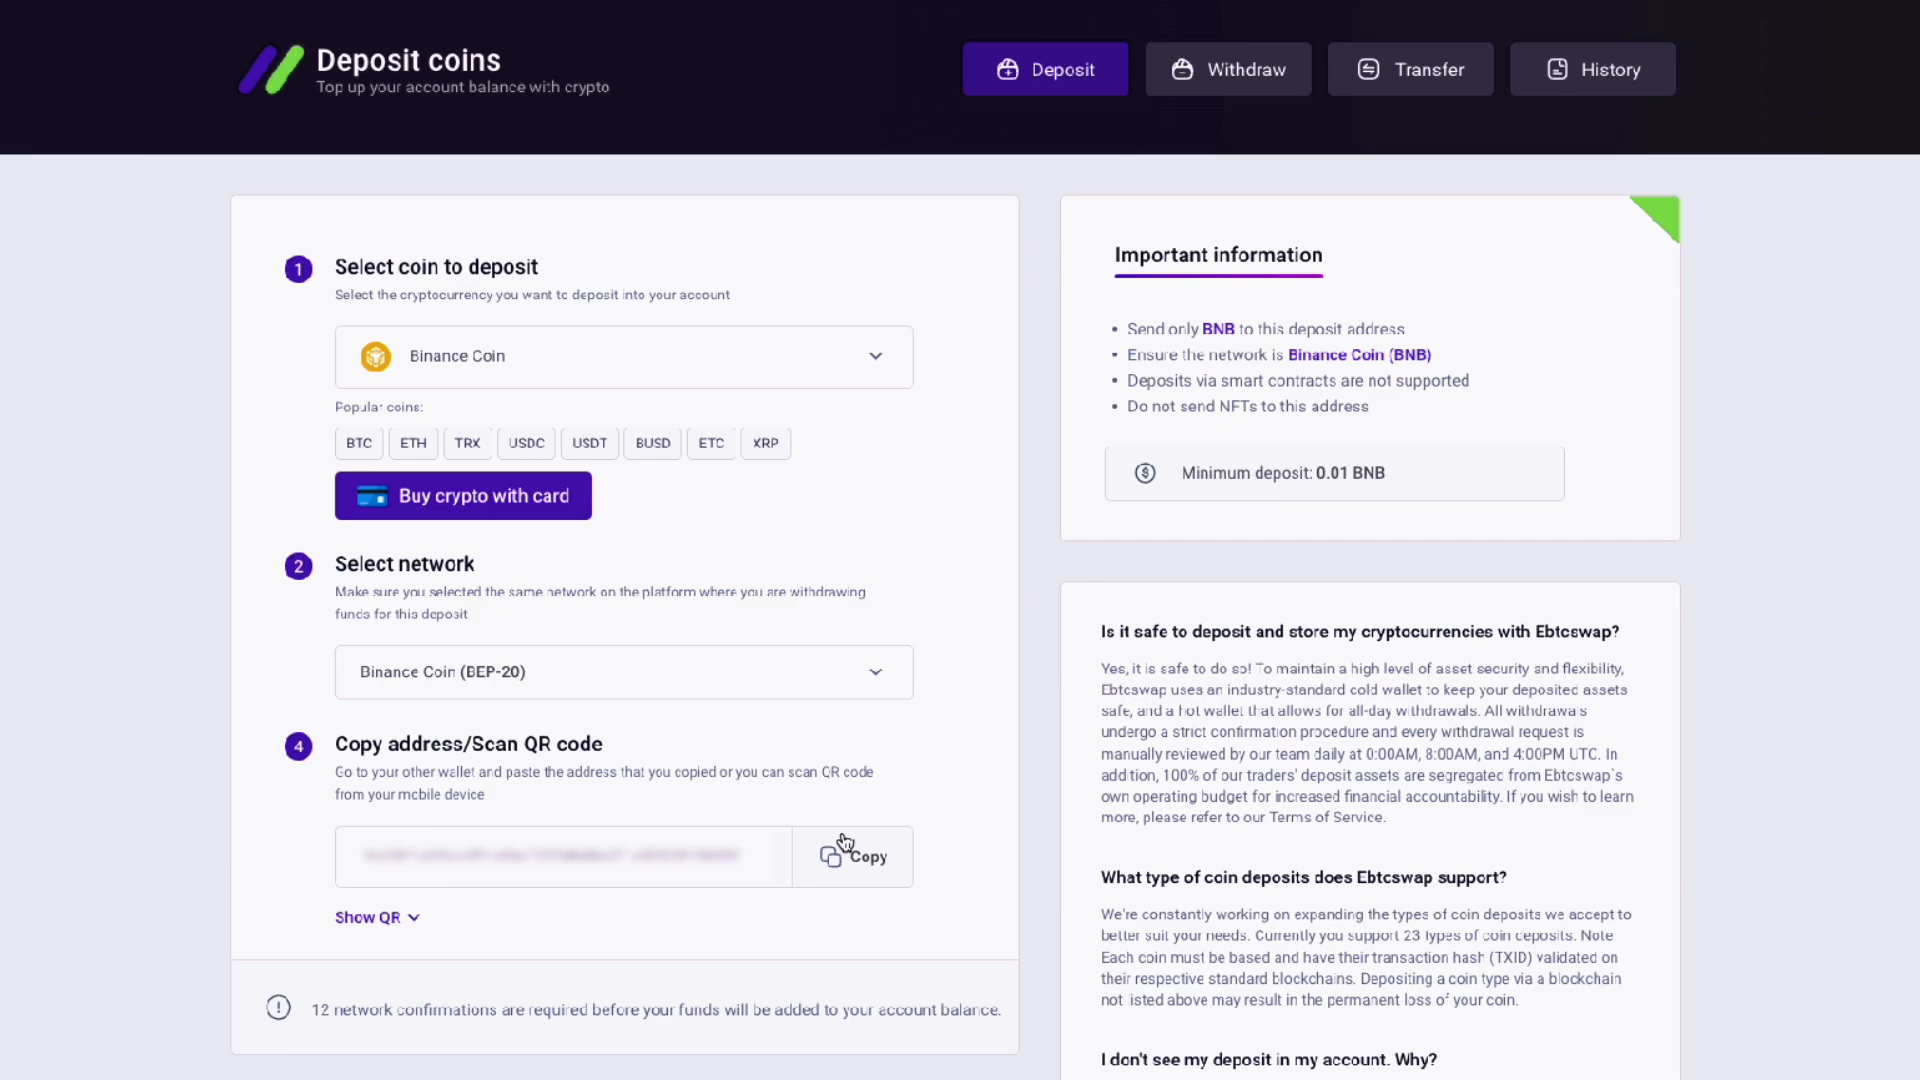 Deposit coins
Top up your account balance with crypto
Deposit
Withdraw
Transfer
History
1
Select coin to deposit
Select the cryptocurrency you want to deposit into your account
Binance Coin
Popular coins:
BTC
ETH
TRX
USDC
USDT
BUSD
ETC
XRP
Buy crypto with card
2
Select network
Make sure you selected the same network on the platform where you are withdrawing
funds for this deposit
Binance Coin (BEP-20)
4
Copy address/Scan QR code
Go to your other wallet and paste the address that you copied or you can scan QR code
from your mobile device
Copy
Show QR
12 network confirmations are required before your funds will be added to your account balance.
Important information
• Send only BNB to this deposit address
• Ensure the network is Binance Coin (BNB)
• Deposits via smart contracts are not supported
• Do not send NFTs to this address
Minimum deposit: 0.01 BNB
Is it safe to deposit and store my cryptocurrencies with Ebtcswap?
Yes, it is safe to do so! To maintain a high level of asset security and flexibility,
Ebtcswap uses an industry-standard cold wallet to keep your deposited assets
safe, and a hot wallet that allows for all-day withdrawals. All withdrawals
undergo a strict confirmation procedure and every withdrawal request is
manually reviewed by our team daily at 0:00AM, 8:00AM, and 4:00PM UTC. In
addition, 100% of our traders' deposit assets are segregated from Ebtcswap`s
own operating budget for increased financial accountability. If you wish to learn
more, please refer to our Terms of Service.
What type of coin deposits does Ebtcswap support?
We're constantly working on expanding the types of coin deposits we accept to
better suit your needs. Currently you support 23 types of coin deposits. Note
Each coin must be based and have their transaction hash (TXID) validated on
their respective standard blockchains. Depositing a coin type via a blockchain
not listed above may result in the permanent loss of your coin.
I don't see my deposit in my account. Why?